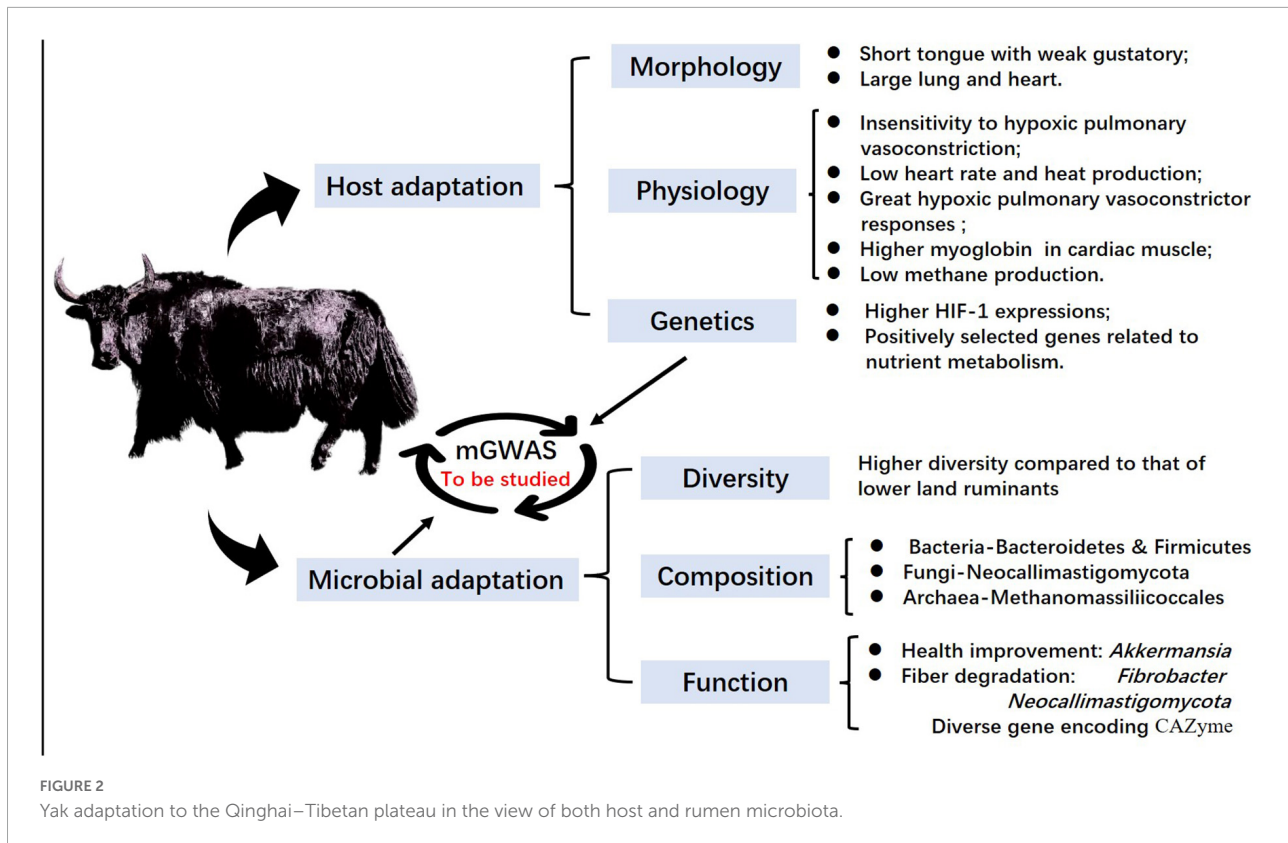 Morphology
● Short tongue with weak gustatory;
● Large lung and heart.
Host adaptation
Physiology
● Insensitivity to hypoxic pulmonary
vasoconstriction;
● Low heart rate and heat production;
● Great hypoxic pulmonary vasoconstrictor
responses ;
● Higher myoglobin in cardiac muscle;
● Low methane production.
Genetics
● Higher HIF-1 expressions;
● Positively selected genes related to
nutrient metabolism.
mGWAS
To be studied
Microbial adaptation
Diversity
Higher diversity compared to that of
lower land ruminants
Composition
● Bacteria-Bacteroidetes & Firmicutes
● Fungi-Neocallimastigomycota
● Archaea-Methanomassiliicoccales
Function
● Health improvement: Akkermansia
● Fiber degradation: Fibrobacter
Neocallimastigomycota
Diverse gene encoding CAZyme
FIGURE 2
Yak adaptation to the Qinghai–Tibetan plateau in the view of both host and rumen microbiota.